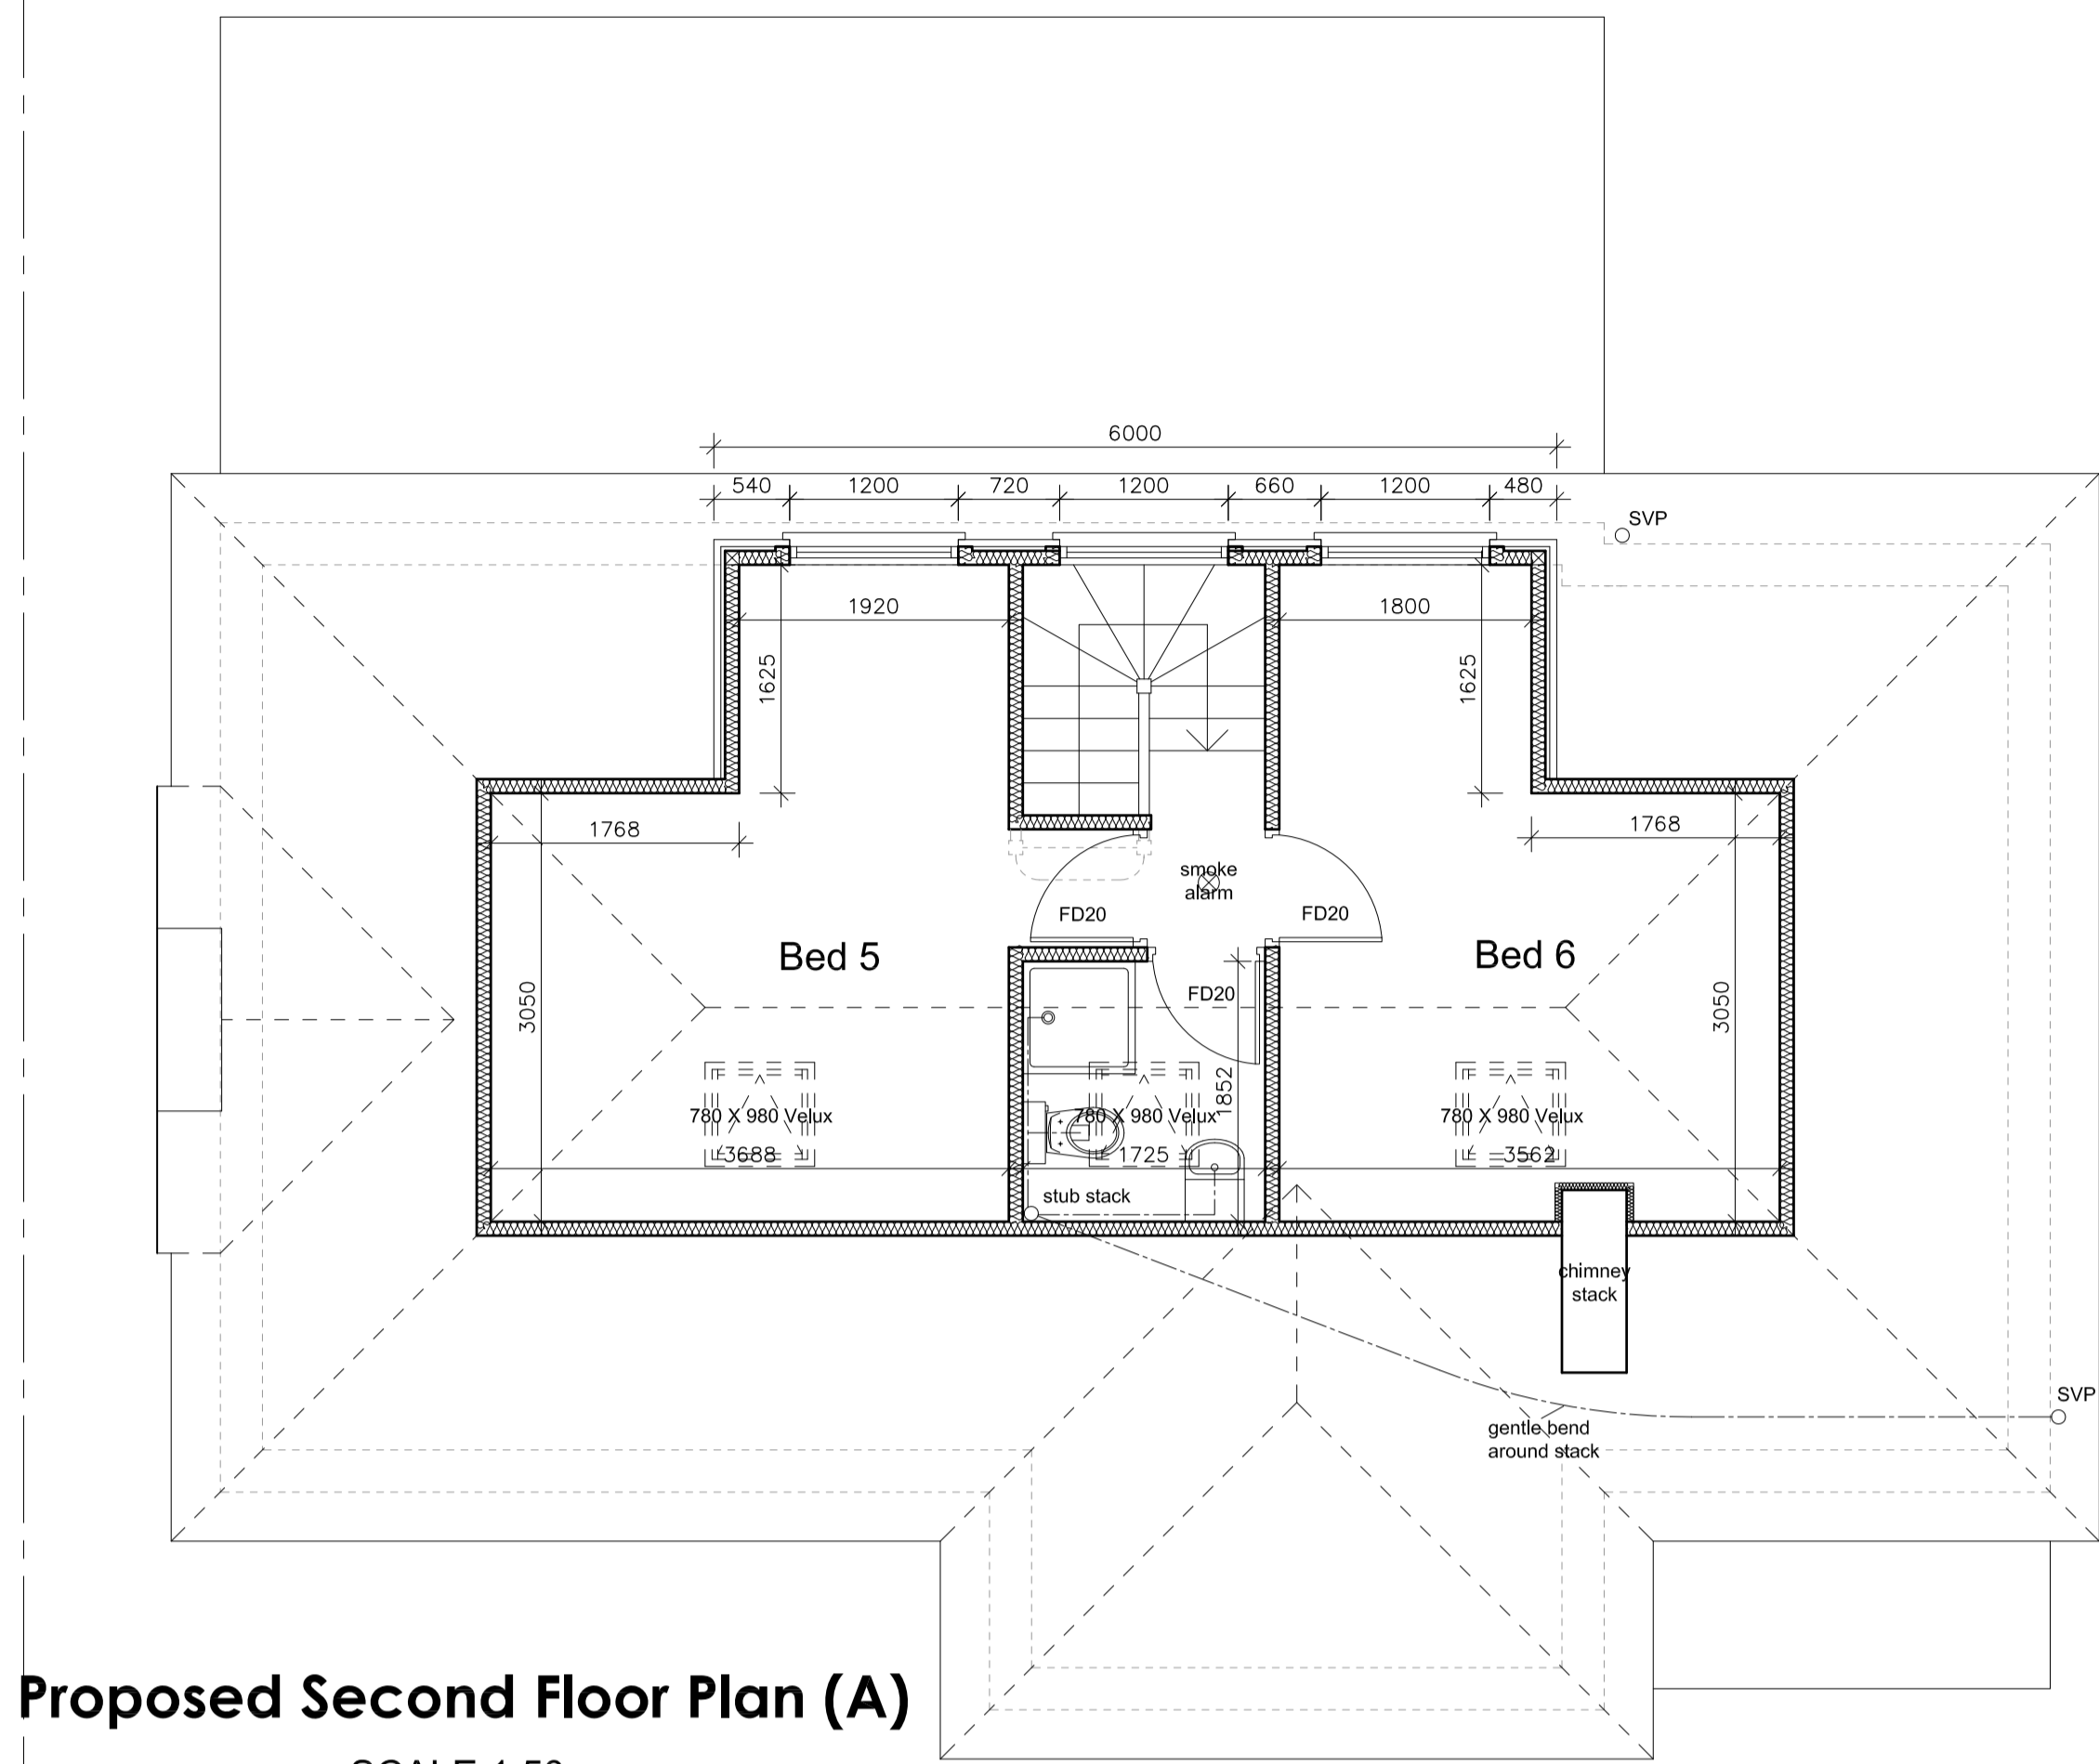 6000
540 1200 720 1200 660 1200 480
SVP
1920
1800
1625
1625
1768
1768
smoke
alarm
FD20
FD20
Bed 5
Bed 6
FD20
3050
3050
1852
780 X 980 Velux
780 X 980 Velux
780 X 980 Velux
3688
1725
3562
stub stack
chimney
stack
SVP
gentle bend
around stack
Proposed Second Floor Plan (A)